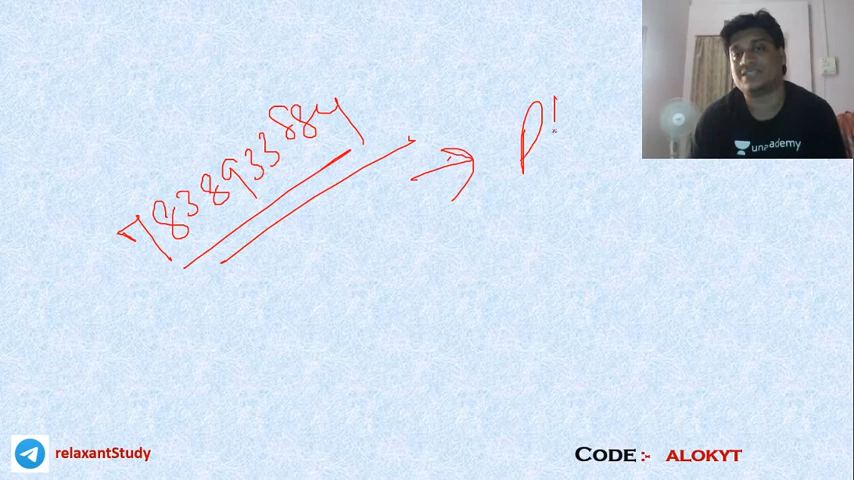 7838933884
P!
unacademy
relaxantStudy
CODE :- ALOKYT